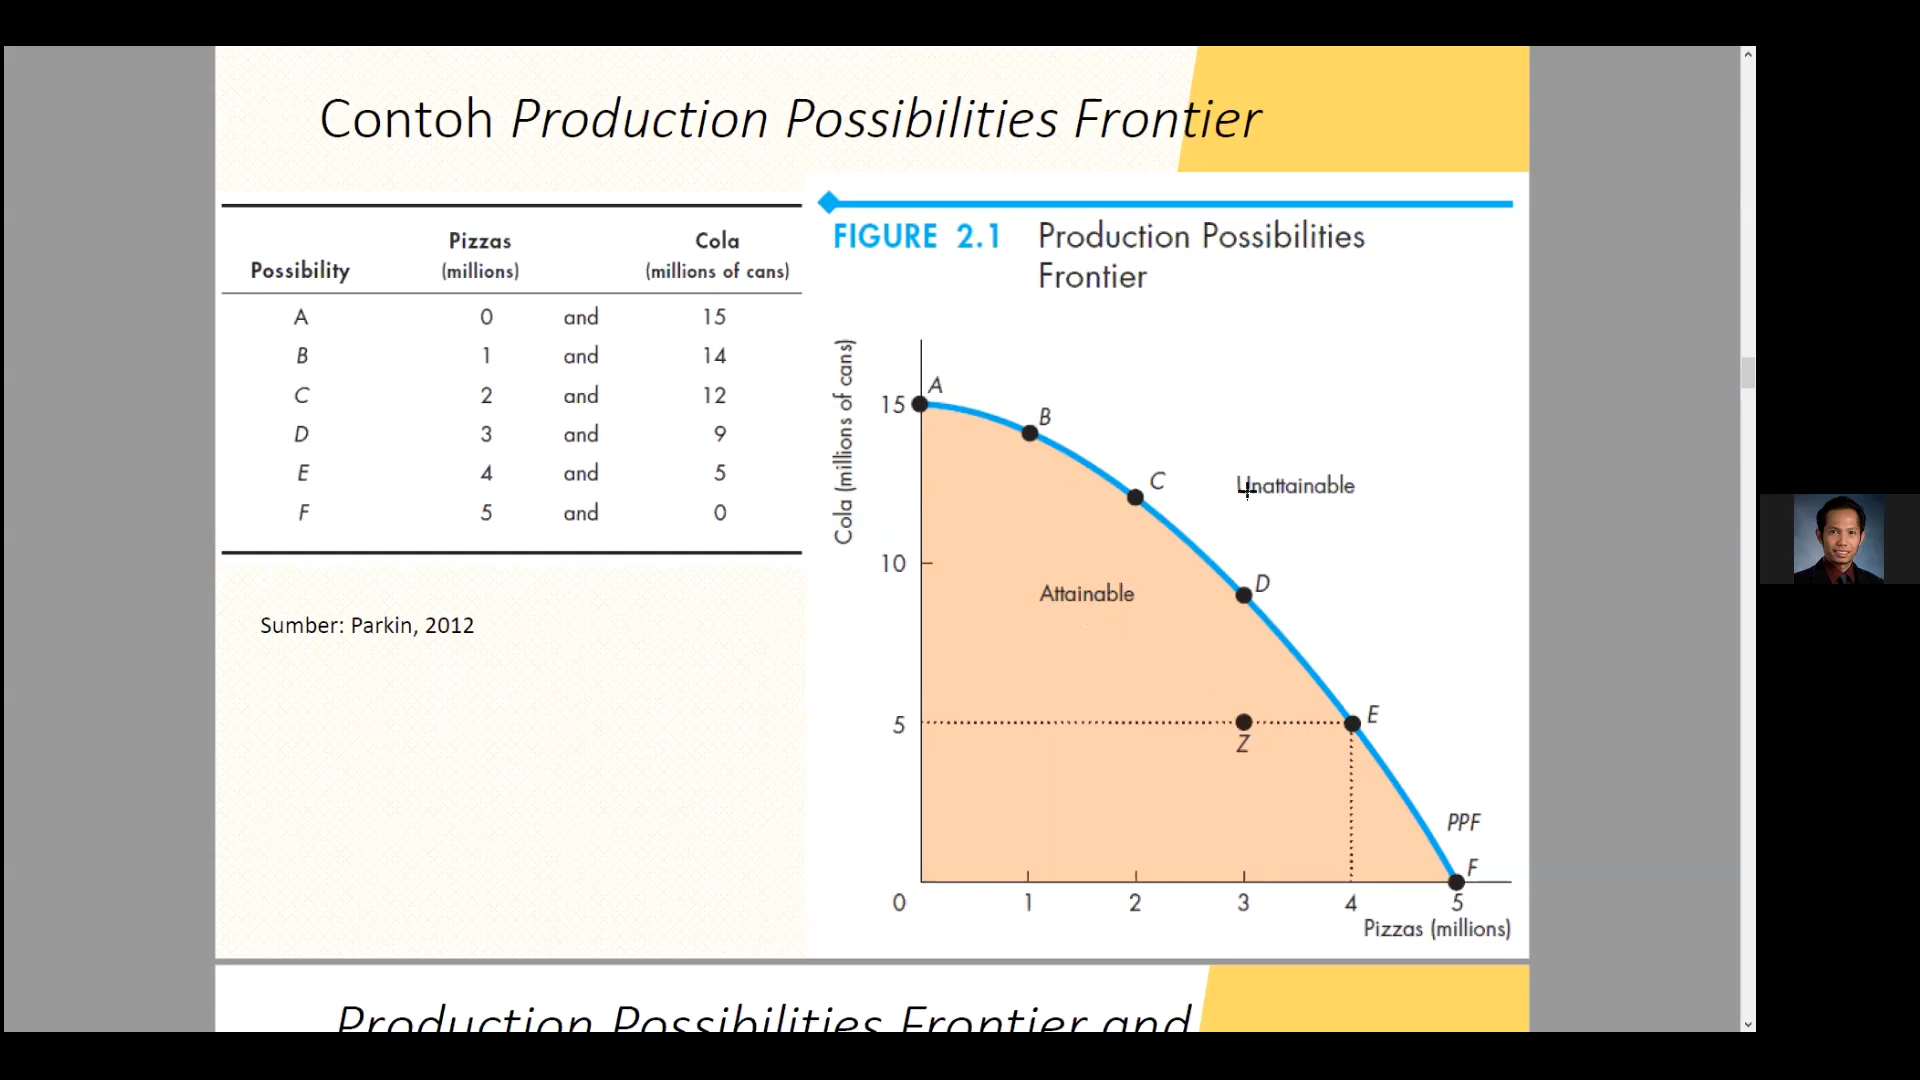 Contoh Production Possibilities Frontier
Pizzas Cola
Possibility (millions) (millions of cans)
A 0 and 15
B 1 and 14
C 2 and 12
D 3 and 9
E 4 and 5
F 5 and 0
Sumber: Parkin, 2012
FIGURE 2.1 Production Possibilities
Frontier
Cola (millions of cans)
15
10
5
0
A
B
C
D
E
Z
F
Unattainable
Attainable
PPF
1 2 3 4 5
Pizzas (millions)
Production Possibilities Frontier and